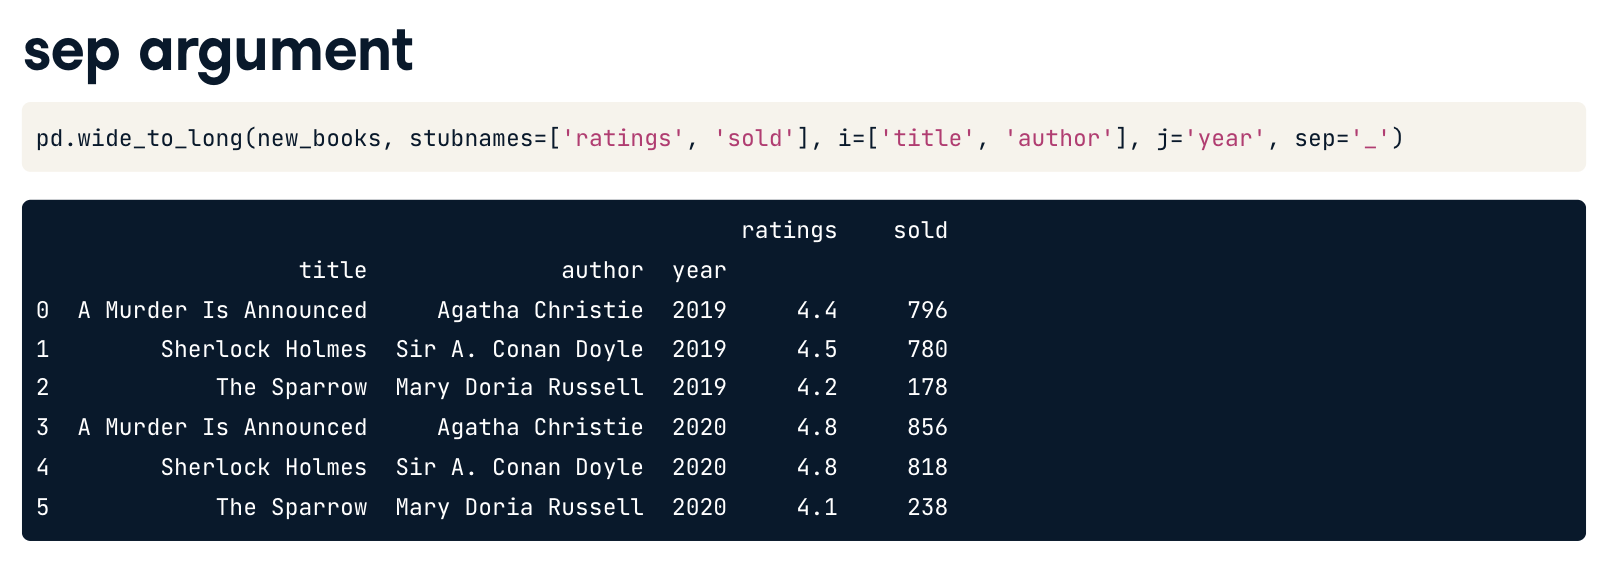 sep argument
pd.wide_to_long(new_books, stubnames=['ratings', 'sold'], i=['title', 'author'], j='year', sep='_')
ratings sold
title author year
0 A Murder Is Announced Agatha Christie 2019 4.4 796
1 Sherlock Holmes Sir A. Conan Doyle 2019 4.5 780
2 The Sparrow Mary Doria Russell 2019 4.2 178
3 A Murder Is Announced Agatha Christie 2020 4.8 856
4 Sherlock Holmes Sir A. Conan Doyle 2020 4.8 818
5 The Sparrow Mary Doria Russell 2020 4.1 238